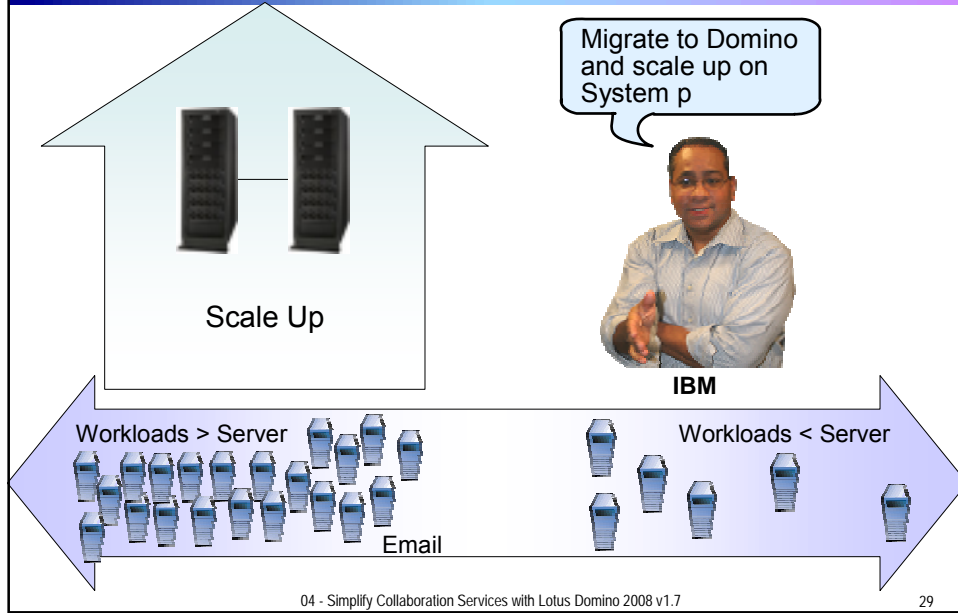 Migrate to Domino
and scale up on
System p
Scale Up
IBM
Workloads > Server
Workloads < Server
Email
04 - Simplify Collaboration Services with Lotus Domino 2008 v1.7
29